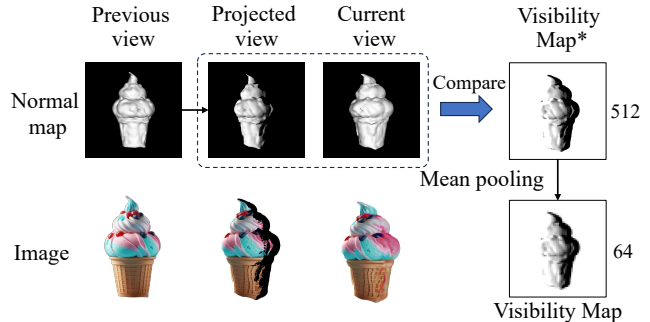 Previous
view
Projected
view
Current
view
Visibility
Map*
Normal
map
Compare
512
Mean pooling
Image
64
Visibility Map